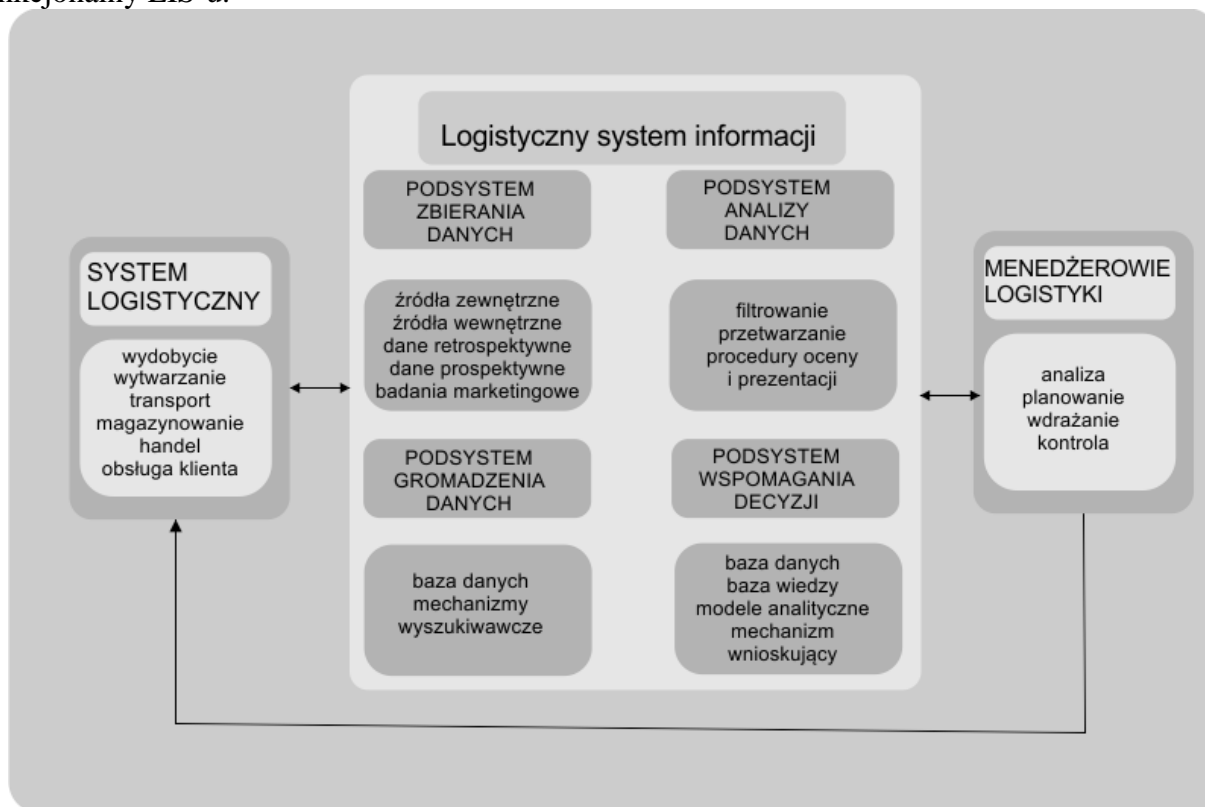 Logistyczny system informacji
PODSYSTEM
ZBIERANIA
DANYCH
PODSYSTEM
ANALIZY
DANYCH
SYSTEM
LOGISTYCZNY
wydobycie
wytwarzanie
transport
magazynowanie
handel
obsługa klienta
źródła zewnętrzne
źródła wewnętrzne
dane retrospektywne
dane prospektywne
badania marketingowe
filtrowanie
przetwarzanie
procedury oceny
i prezentacji
MENEDŻEROWIE
LOGISTYKI
analiza
planowanie
wdrażanie
kontrola
PODSYSTEM
GROMADZENIA
DANYCH
PODSYSTEM
WSPOMAGANIA
DECYZJI
baza danych
mechanizmy
wyszukiwawcze
baza danych
baza wiedzy
modele analityczne
mechanizm
wnioskujący